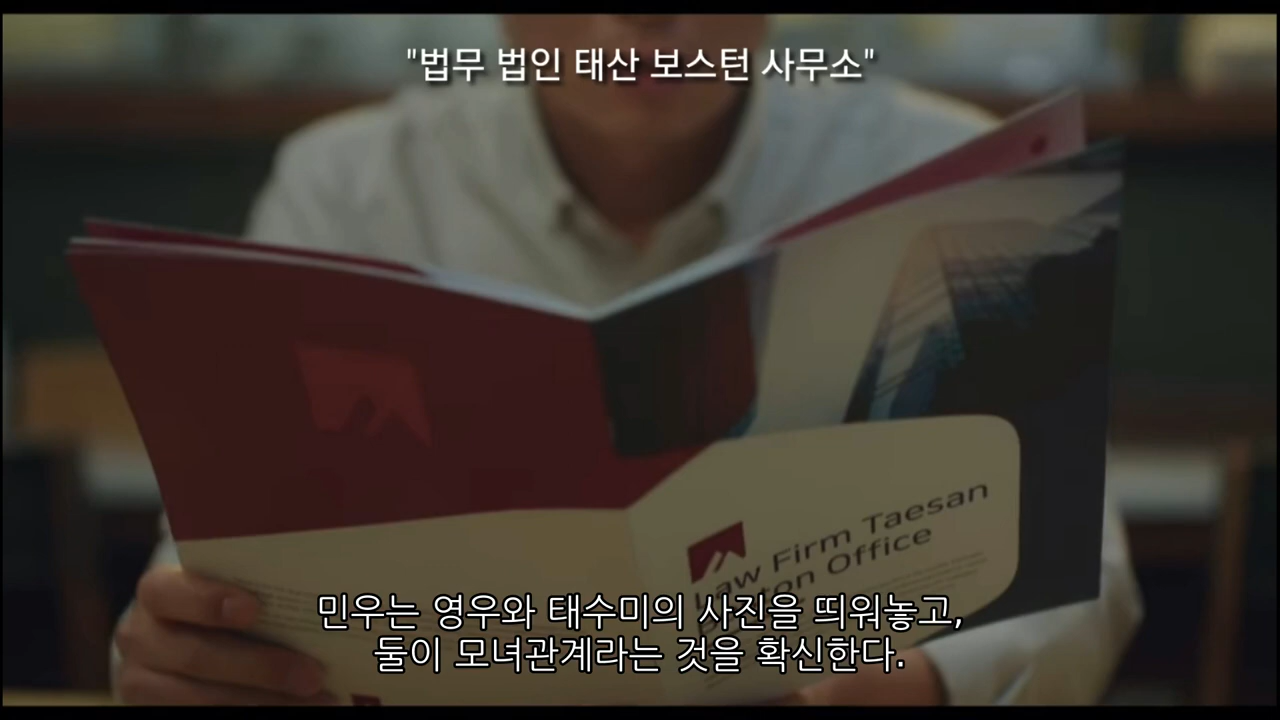 "법무 법인 태산 보스턴 사무소"
Law Firm Taesan
Office
민우는 영우와 태수미의 사진을 띄워놓고,
둘이 모녀관계라는 것을 확신한다.